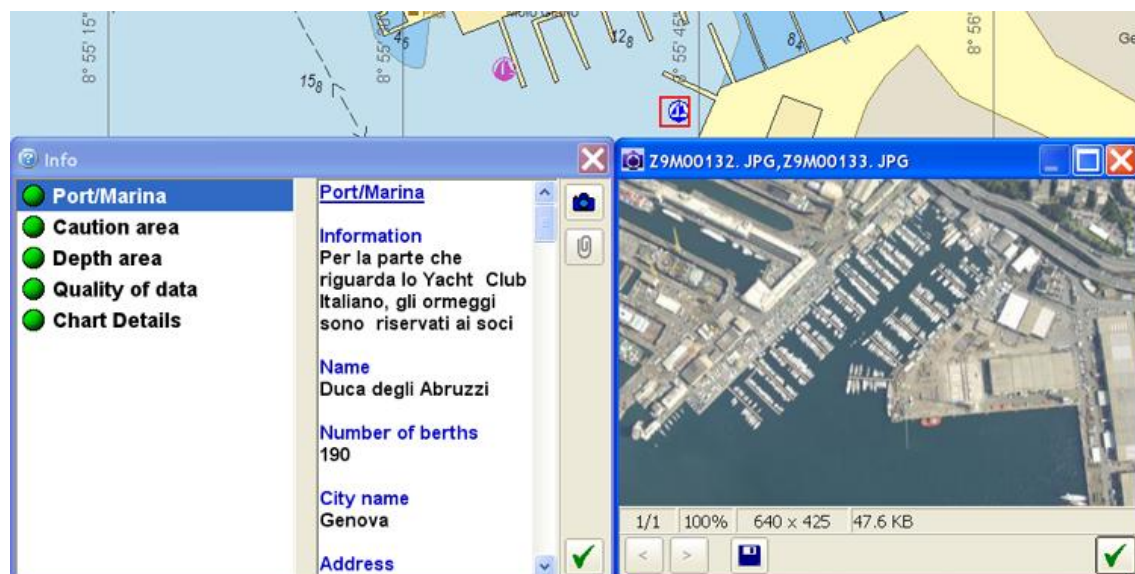 8° 55' 15"
15₈
4₆
12₈
8° 55' 45"
8₄
8° 56'
Ge
Info
Port/Marina
Caution area
Depth area
Quality of data
Chart Details
Port/Marina
Information
Per la parte che
riguarda lo Yacht Club
Italiano, gli ormeggi
sono riservati ai soci
Name
Duca degli Abruzzi
Number of berths
190
City name
Genova
Address
Z9M00132. JPG,Z9M00133. JPG
1/1
100%
640 x 425
47.6 KB
< >